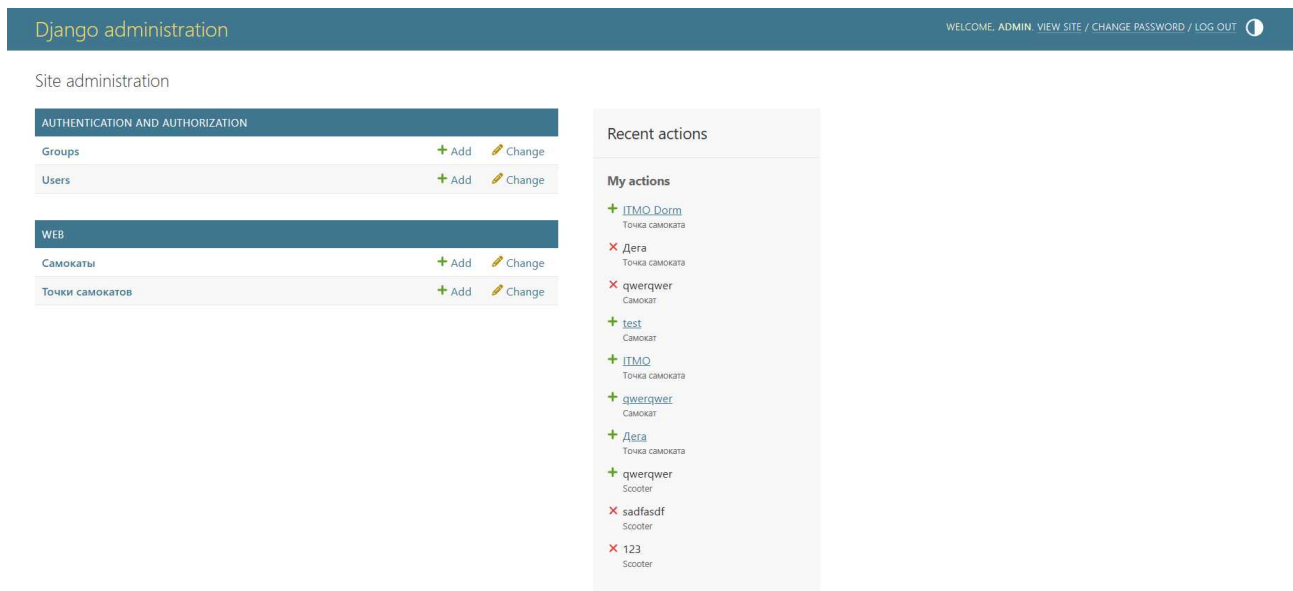 Django administration
WELCOME, ADMIN. VIEW SITE / CHANGE PASSWORD / LOG OUT
Site administration
AUTHENTICATION AND AUTHORIZATION
Groups + Add Change
Users + Add Change
WEB
Самокаты + Add Change
Точки самокатов + Add Change
Recent actions
My actions
ITMO Dorm
Точка самоката
Дега
Точка самоката
qwerqwer
Самокат
test
Самокат
ITMO
Точка самоката
qwerqwer
Самокат
Дега
Точка самоката
qwerqwer
Scooter
sadfasdf
Scooter
123
Scooter